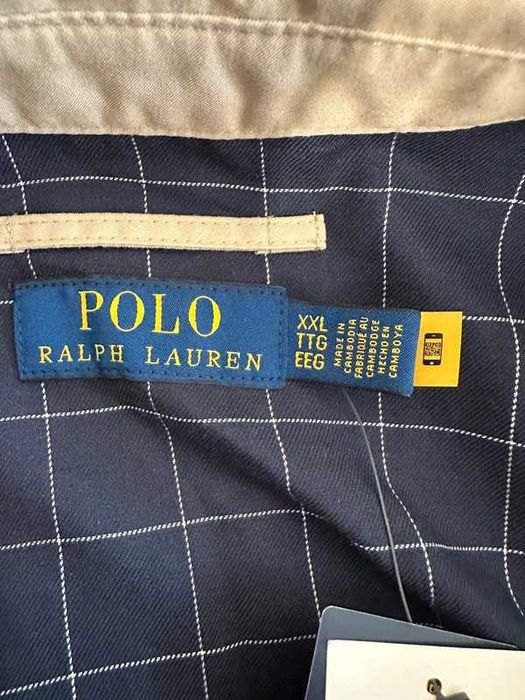 POLO
RALPH LAUREN
XXL
TTG
EEG
MADE IN
CAMBODIA
FABRIQUÉ AU
CAMBODGE
HECHO EN
CAMBOYA